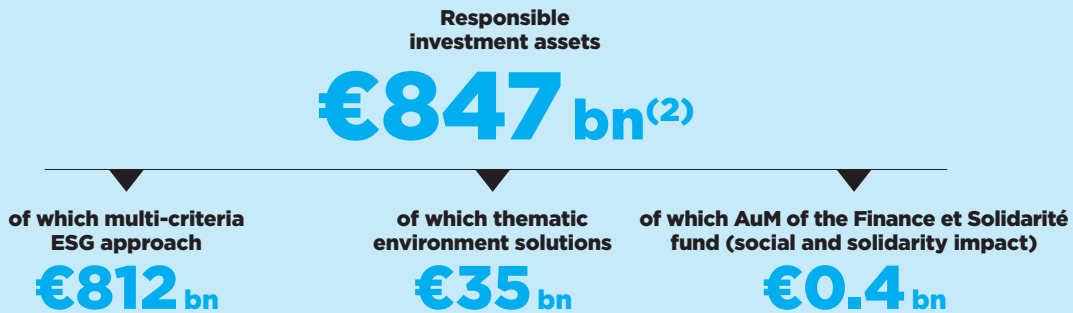 Responsible
investment assets
€847 bn(2)
of which multi-criteria
ESG approach
€812 bn
of which thematic
environment solutions
€35 bn
of which AuM of the Finance et Solidarité
fund (social and solidarity impact)
€0.4 bn